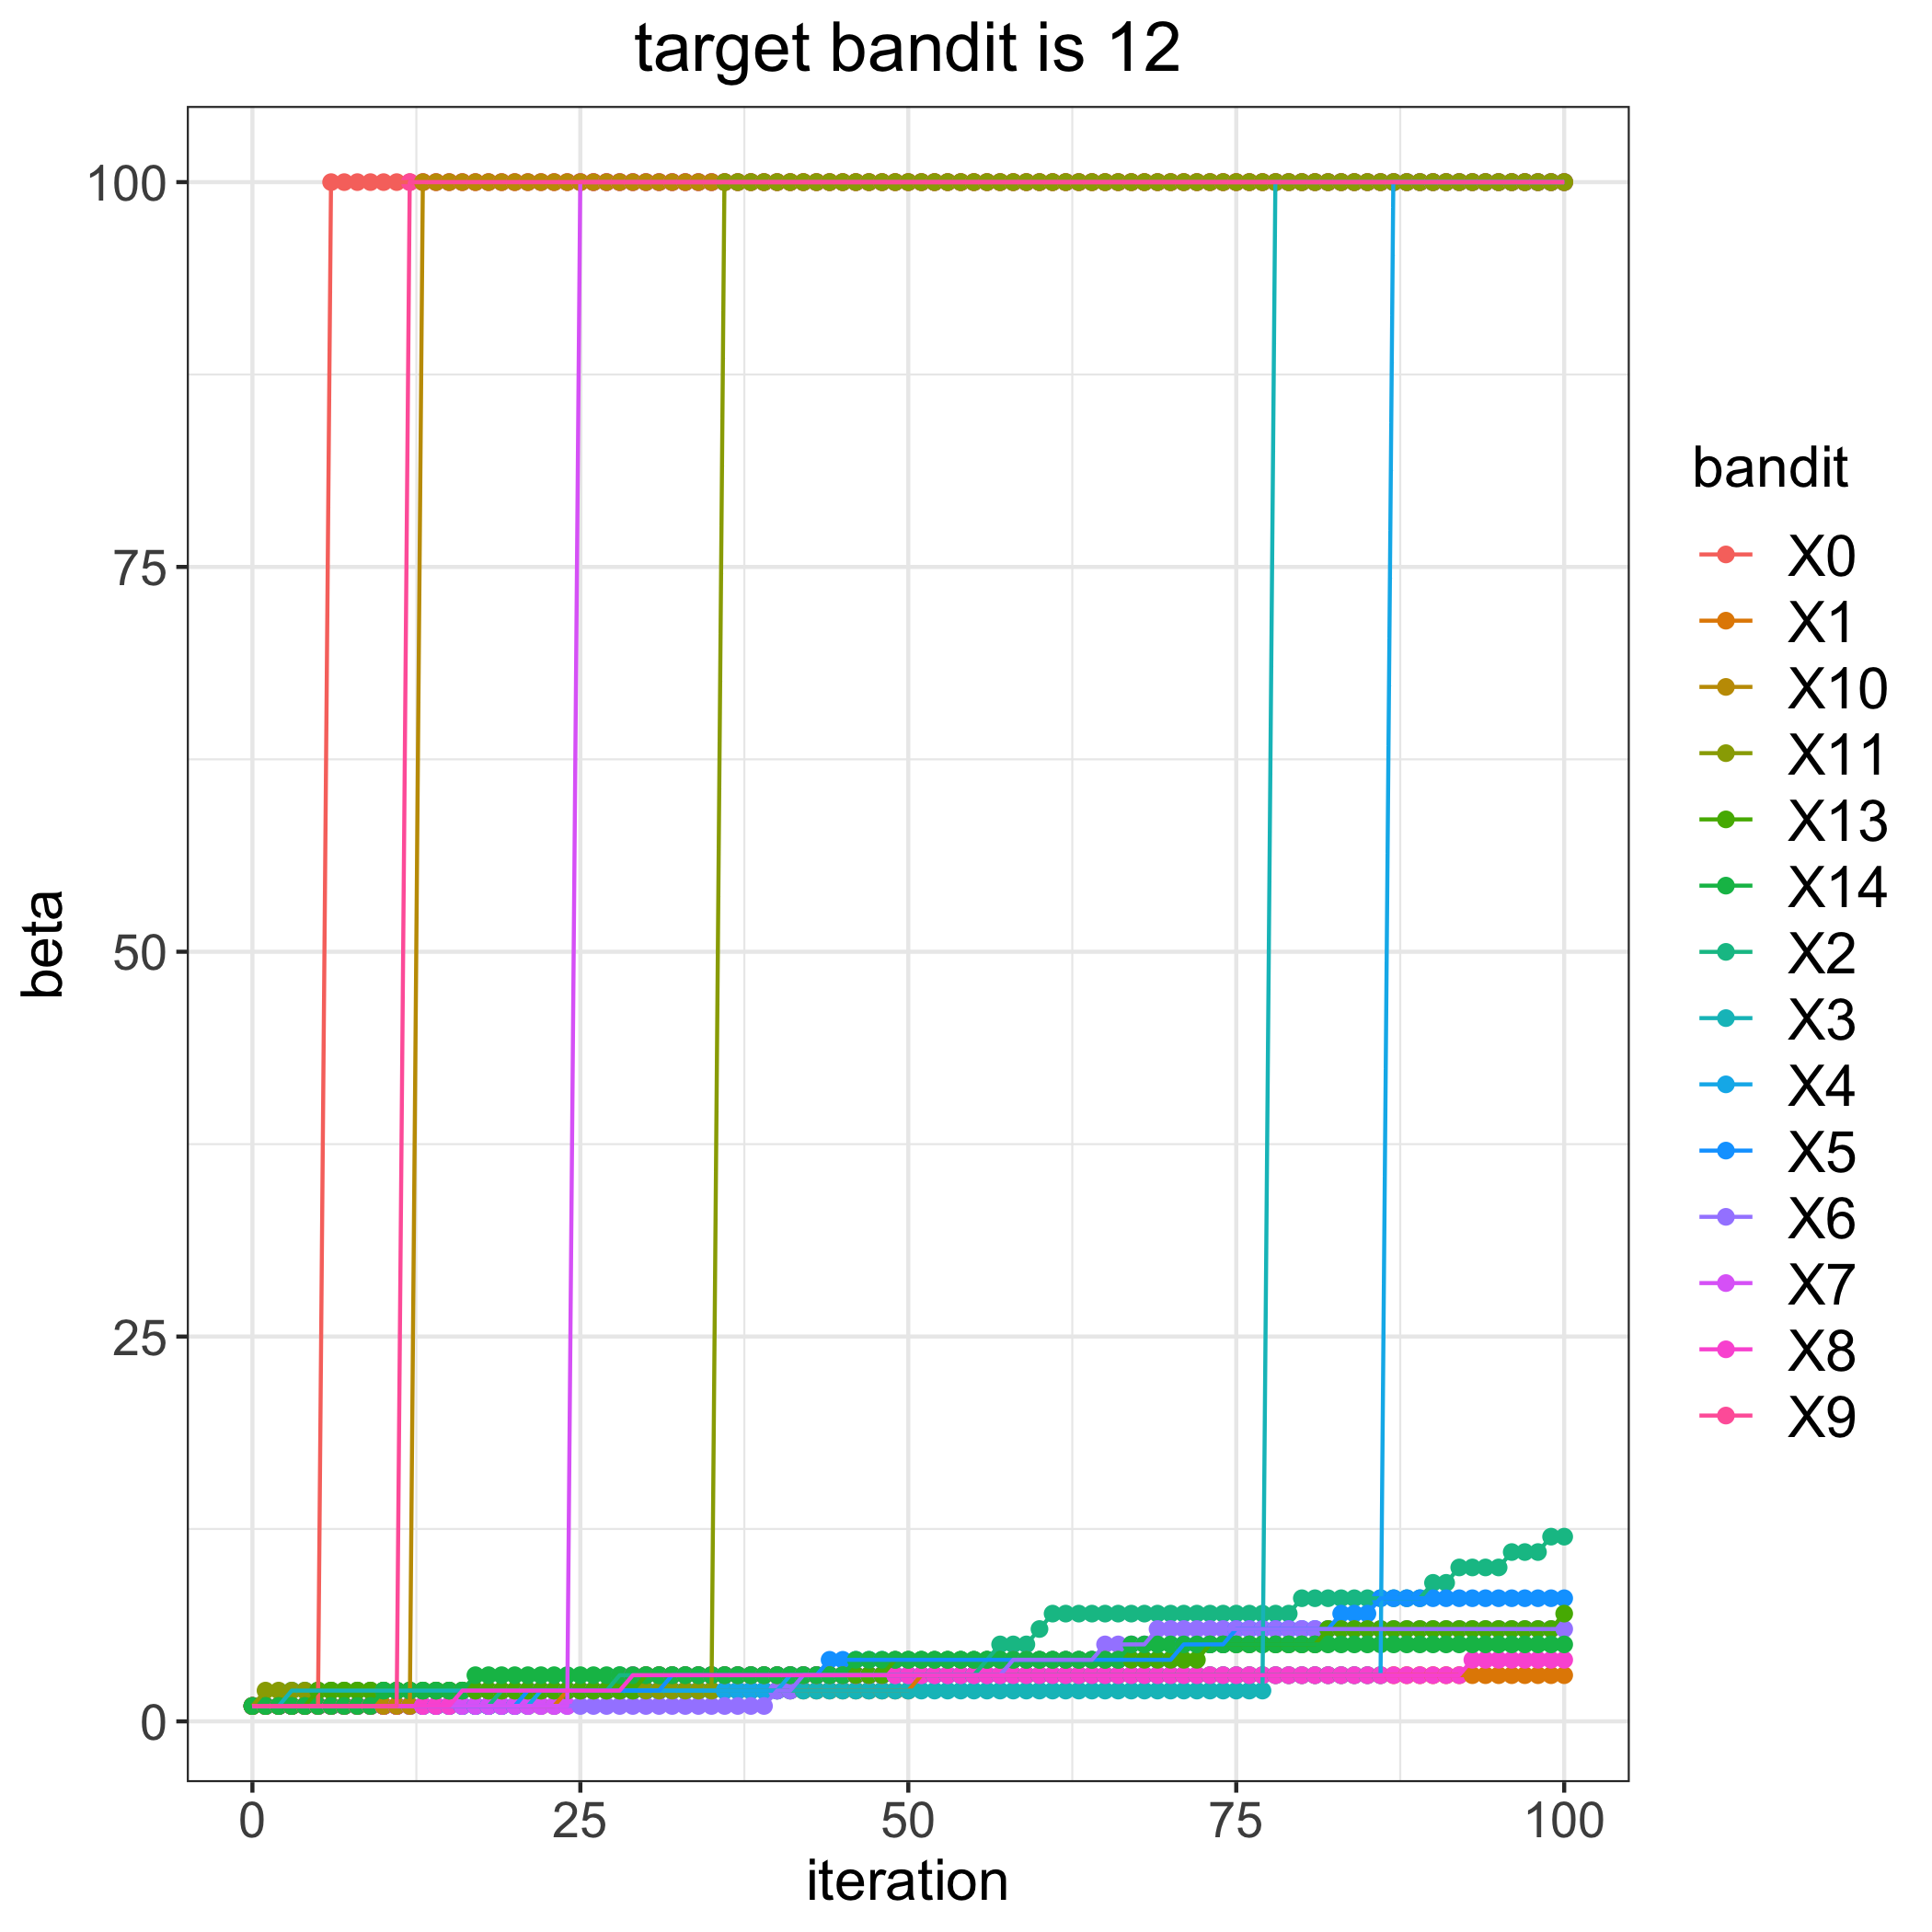 target bandit is 12
100
75
50
25
0
beta
0 25 50 75 100
iteration
bandit
X0
X1
X10
X11
X13
X14
X2
X3
X4
X5
X6
X7
X8
X9